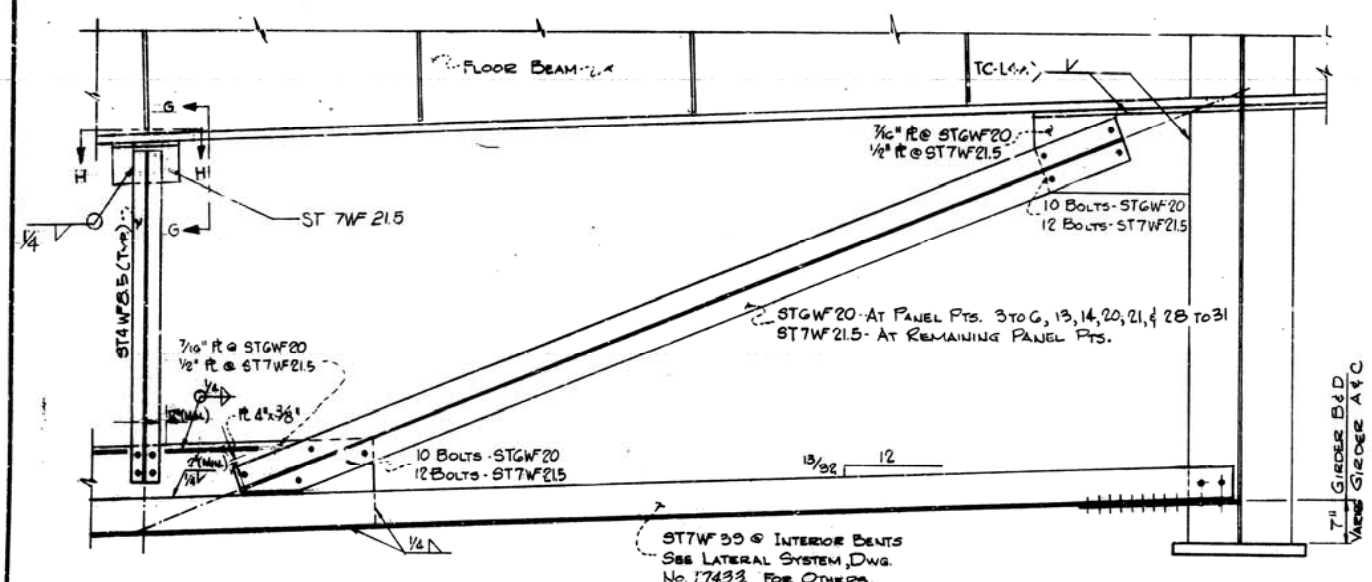 FLOOR BEAM
TC-L4
G
H H
7/16" PL @ ST6WF20
1/2" PL @ ST7WF21.5
ST 7WF 21.5
G
1/4
10 BOLTS-ST6WF20
12 BOLTS-ST7WF21.5
ST4WF8.5 (TYP.)
ST6WF20-AT PANEL PTS. 3 TO 6, 13, 14, 20, 21, & 28 TO 31
ST7WF21.5-AT REMAINING PANEL PTS.
7/16" PL @ ST6WF20
1/2" PL @ ST7WF21.5
1/4
(MIN.)
PL 4"x3/8"
10 BOLTS-ST6WF20
12 BOLTS-ST7WF21.5
(MIN.)
1/4
13/32 12
7" GIRDER B&D
VARIES GIRDER A&C
1/4
ST7WF39 @ INTERIOR BENTS
SEE LATERAL SYSTEM, DWG.
No. 17433 FOR OTHERS.